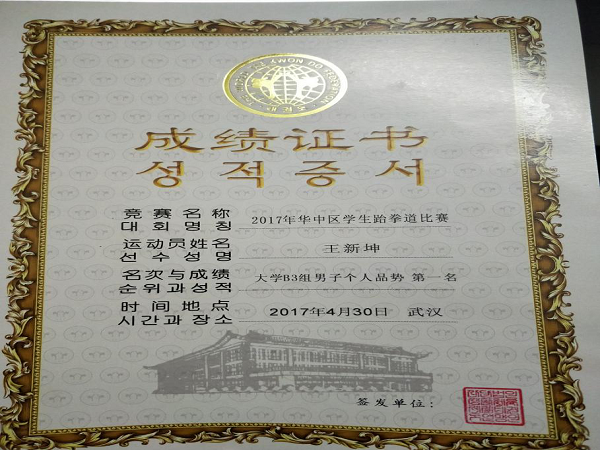 成绩证书
성적증서
竞赛名称 2017年华中区学生跆拳道比赛
대회명칭
运动员姓名 王新坤
선수성명
名次与成绩 大学B3组男子个人品势 第一名
순위과성적
时间地点 2017年4月30日 武汉
시간과장소
签发单位: